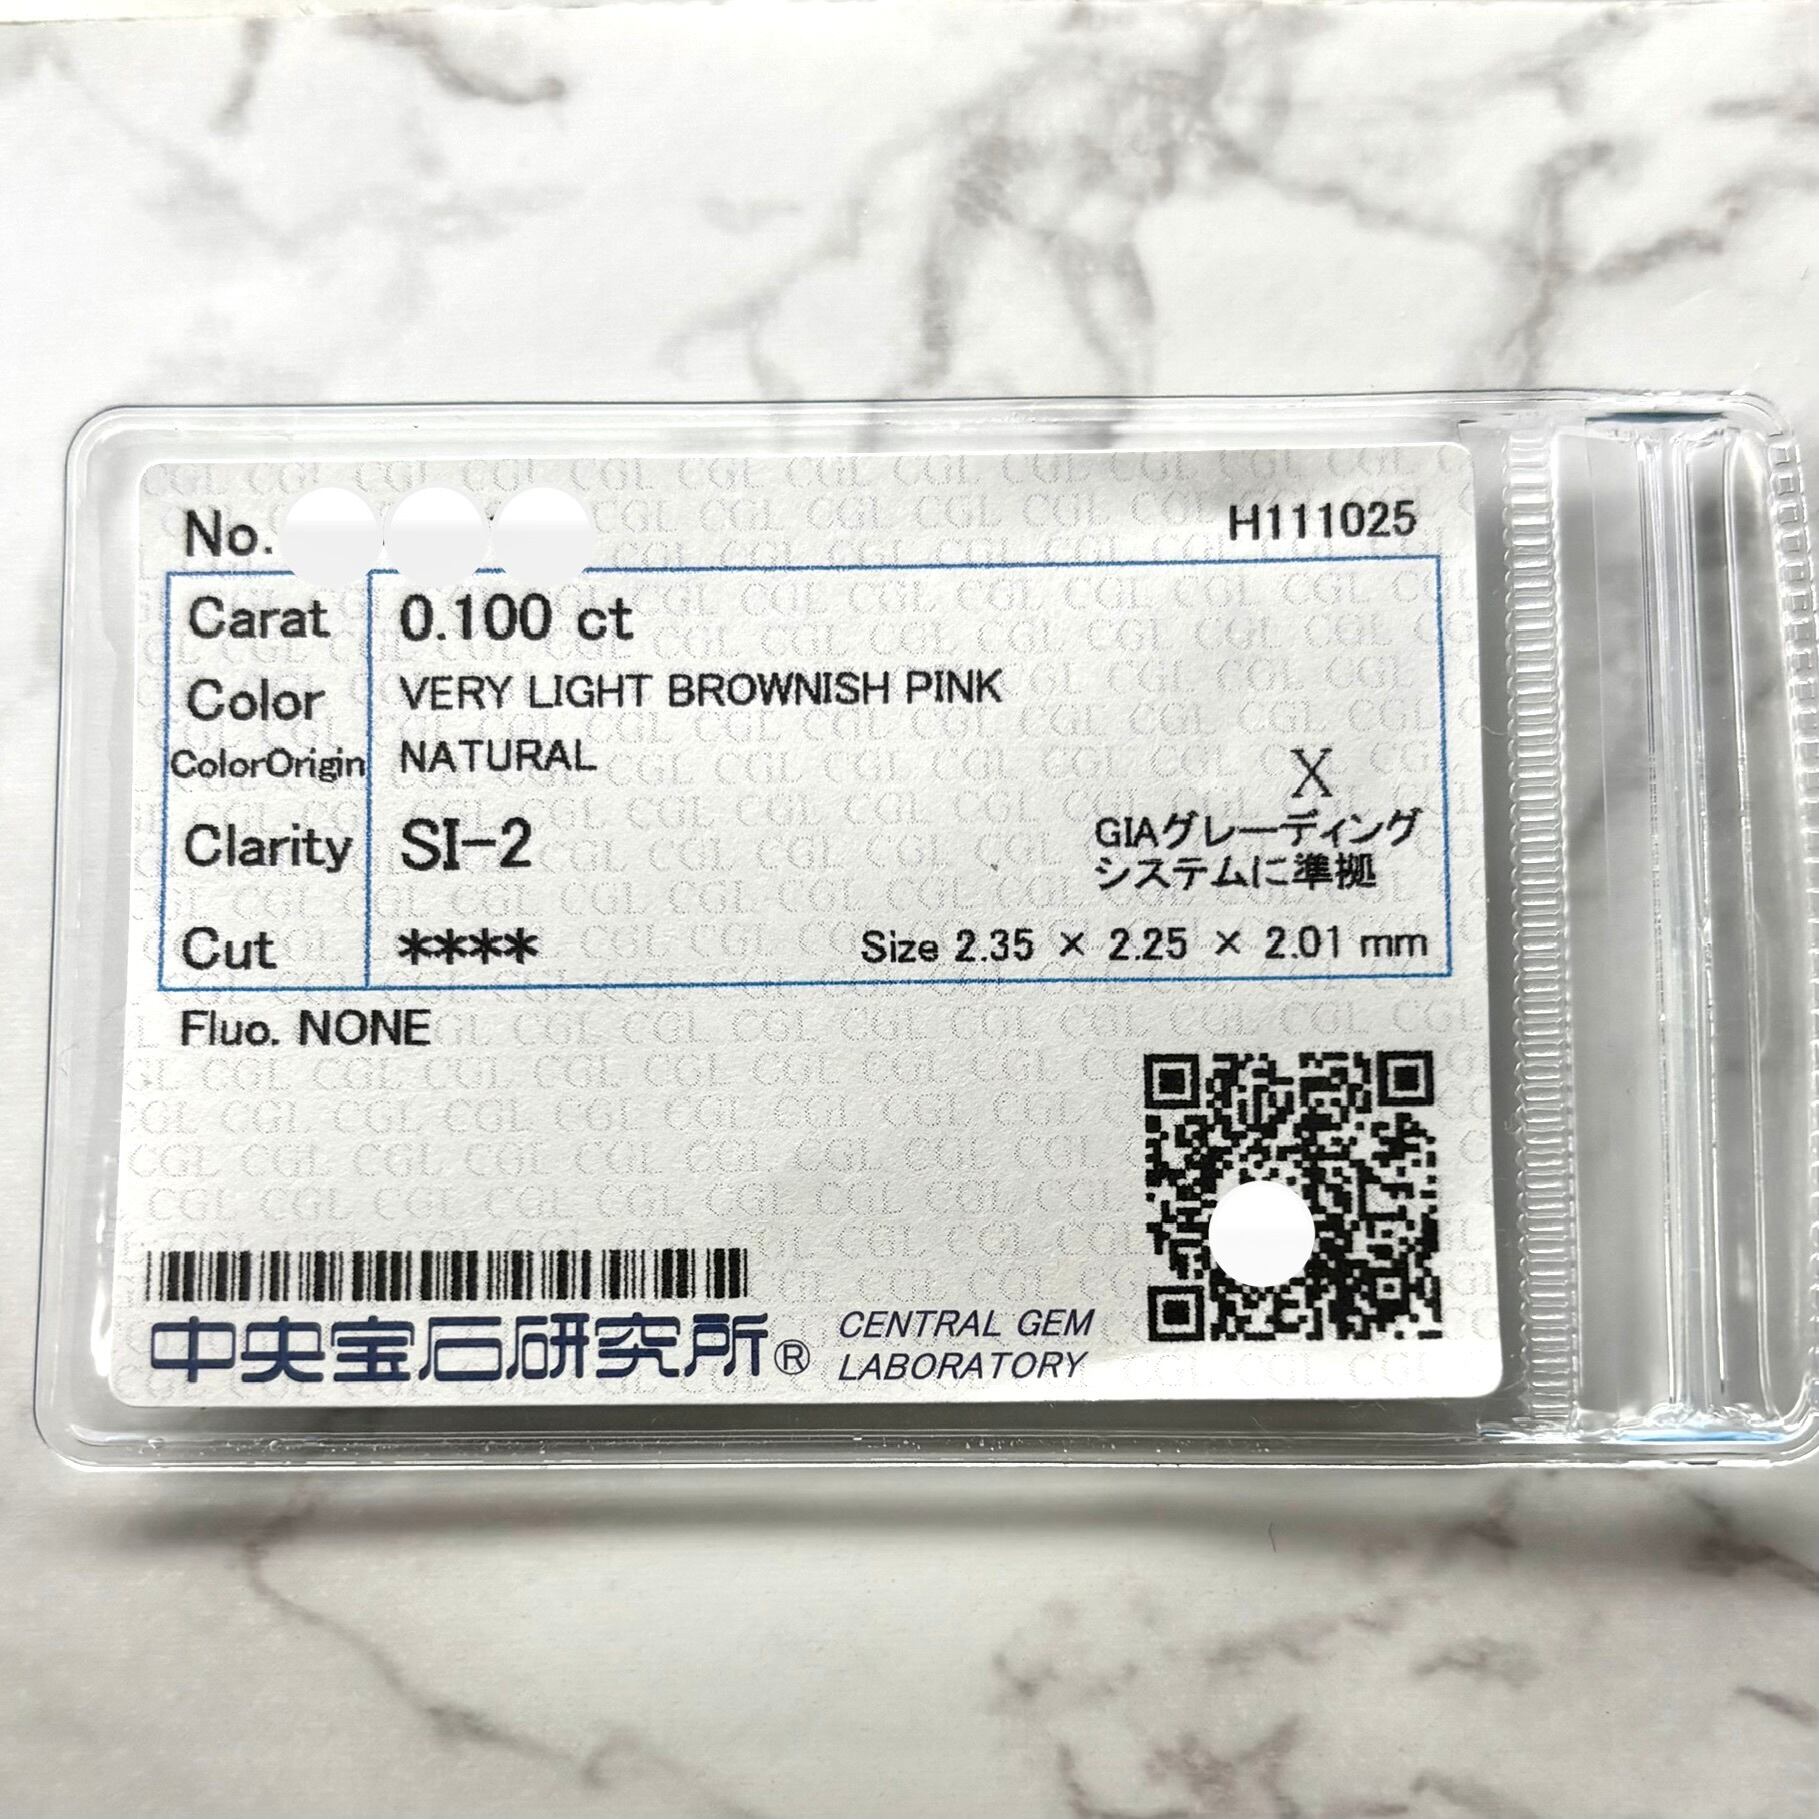 No.
H111025
Carat 0.100 ct
Color VERY LIGHT BROWNISH PINK
ColorOrigin NATURAL
X
GIAグレーディング
システムに準拠
Clarity SI-2
Cut ****
Size 2.35 × 2.25 × 2.01 mm
Fluo. NONE
中央宝石研究所®
CENTRAL GEM
LABORATORY